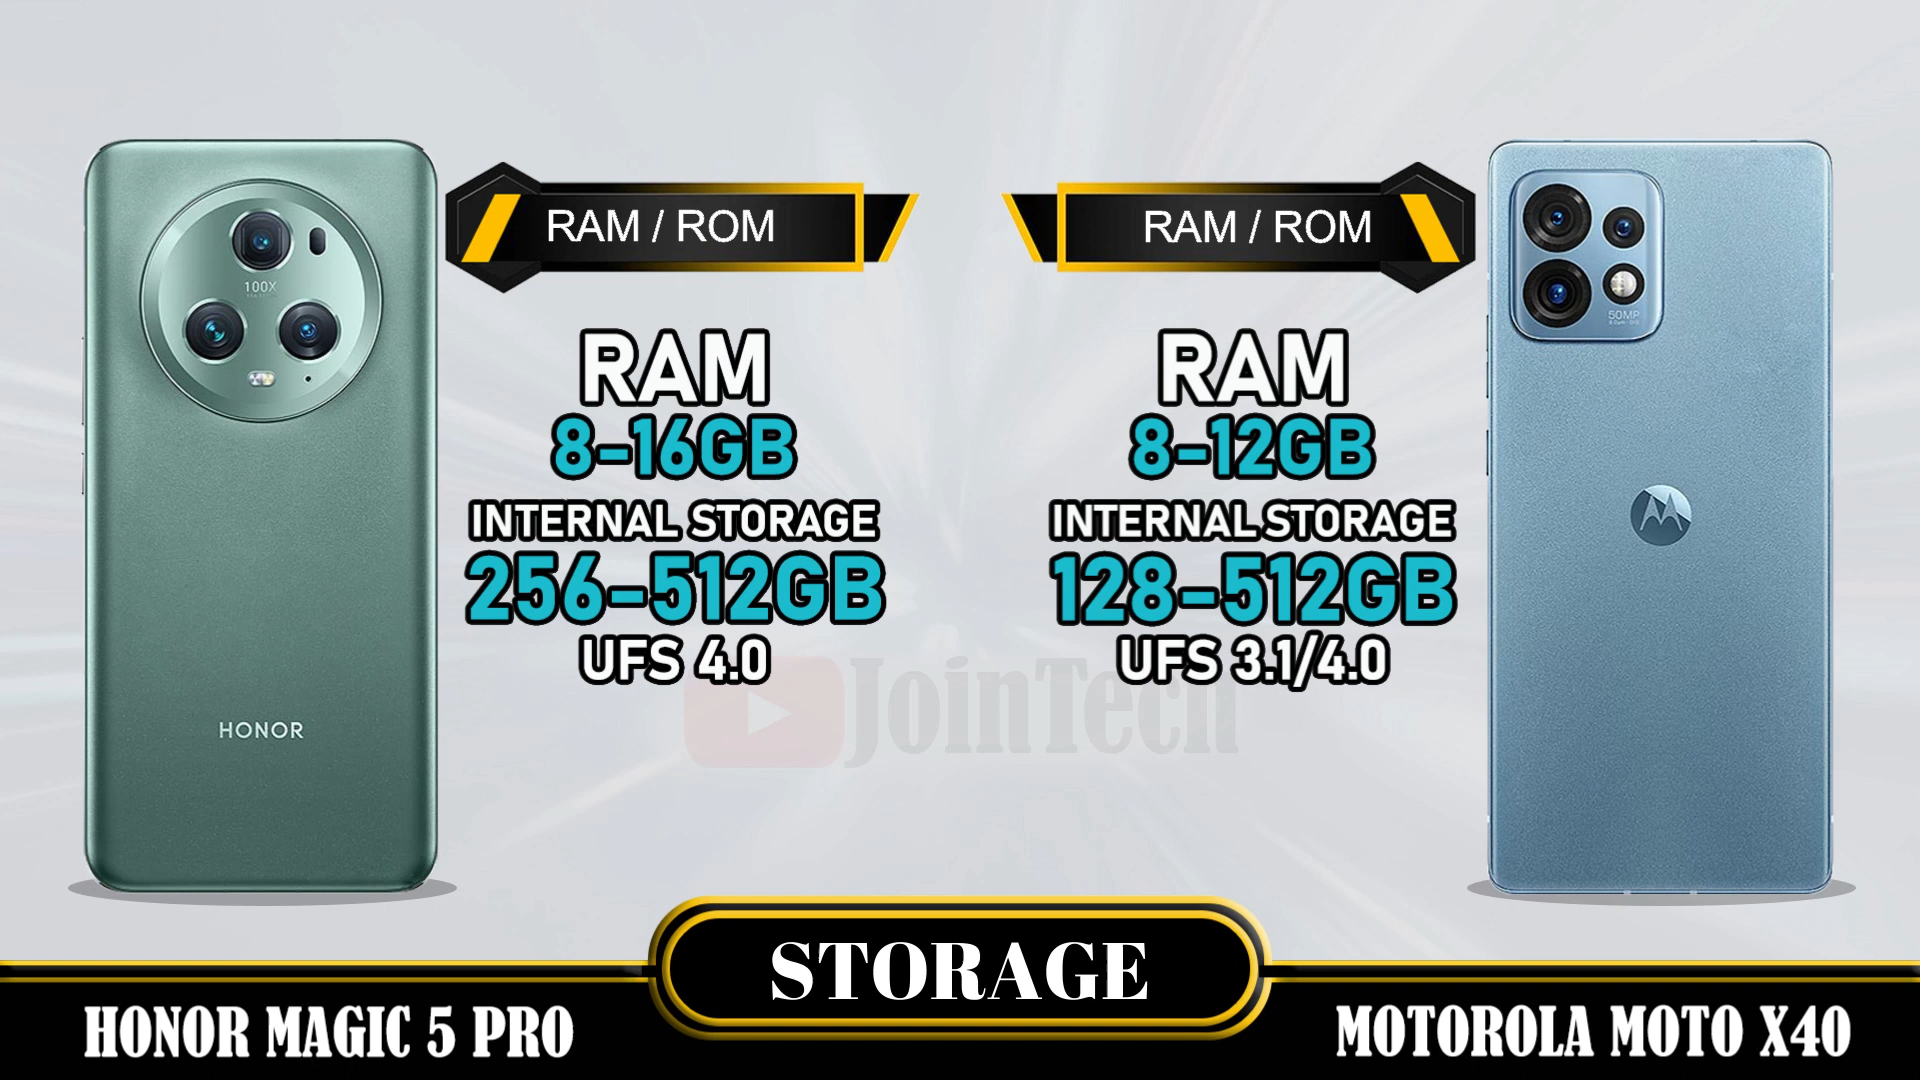 RAM / ROM
RAM
8-16GB
INTERNAL STORAGE
256-512GB
UFS 4.0
RAM / ROM
RAM
8-12GB
INTERNAL STORAGE
128-512GB
UFS 3.1/4.0
100X
HONOR
50MP
JoinTech
STORAGE
HONOR MAGIC 5 PRO
MOTOROLA MOTO X40